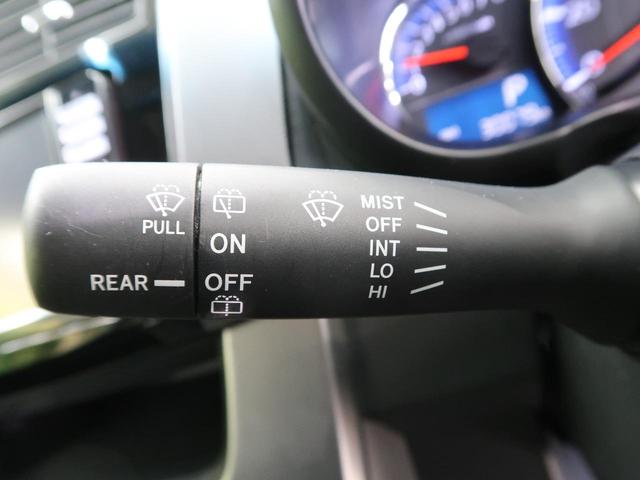 PULL
REAR
ON
OFF
MIST
OFF
INT
LO
HI
P